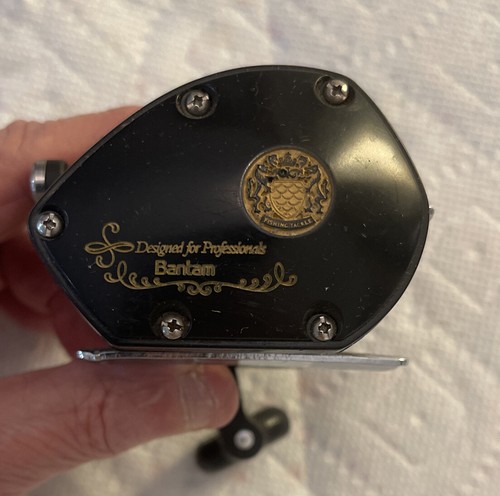 FISHING TACKLE
Designed for Professionals
Bantam